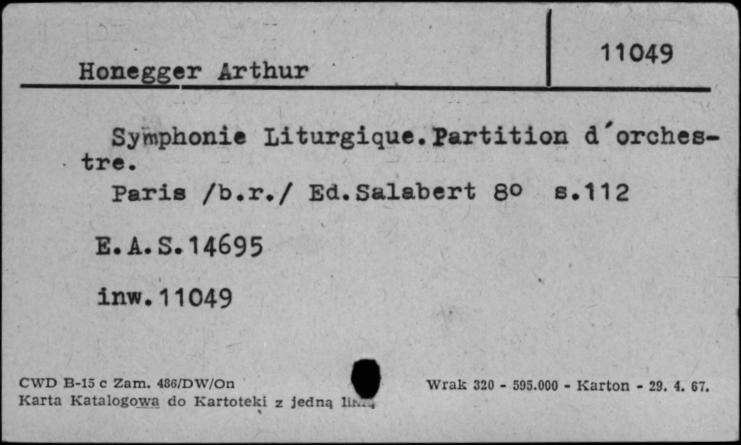 Honegger Arthur 11049
Symphonie Liturgique.Partition d´orches-
tre.
Paris /b.r./ Ed.Salabert 8o s.112
E.A.S.14695
inw.11049
CWD B-15 c Zam. 486/DW/On Wrak 320 - 595.000 - Karton - 29. 4. 67.
Karta Katalogowa do Kartoteki z jedną